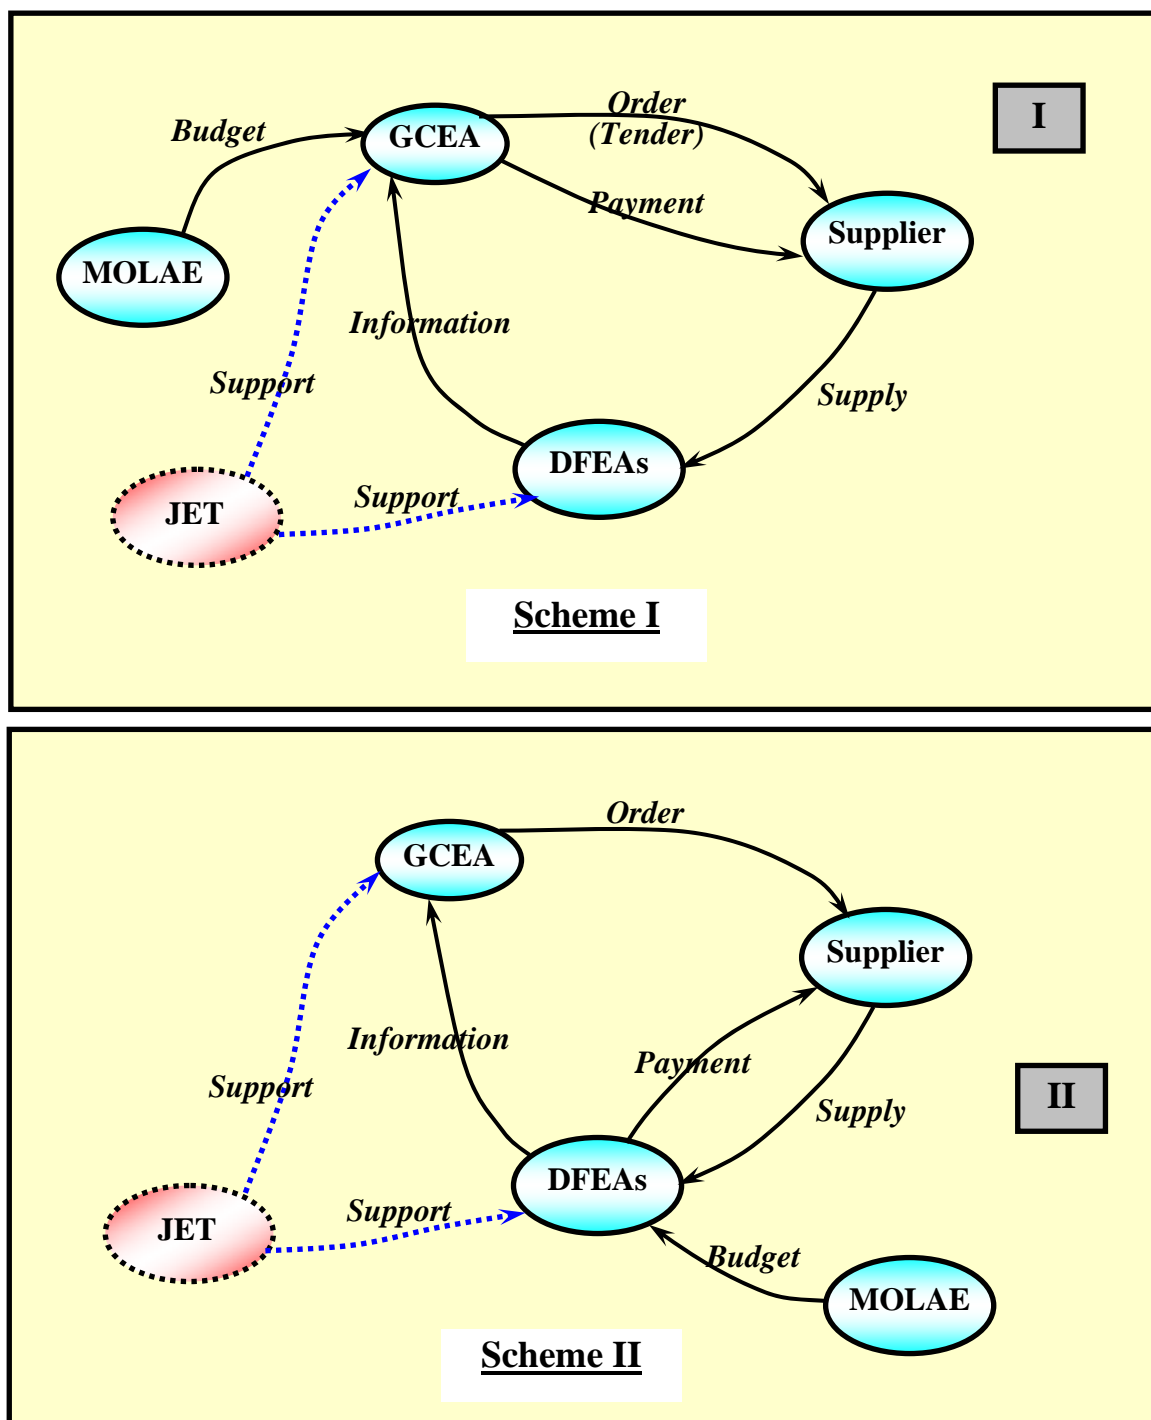 Order
(Tender)
I
Budget
GCEA
Payment
Supplier
MOLAE
Information
Support
Supply
DFEAs
Support
JET
Scheme I
Order
GCEA
Supplier
Information
Payment
Support
II
Supply
DFEAs
Support
JET
Budget
MOLAE
Scheme II